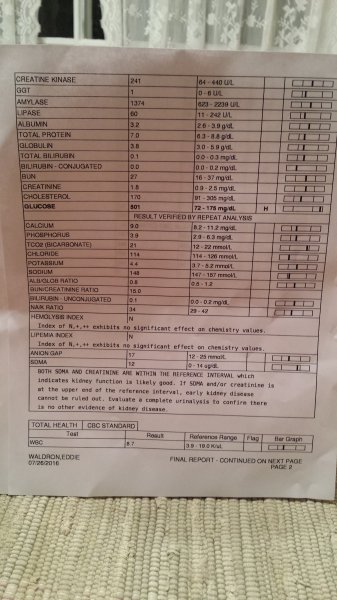 CREATINE KINASE 241 64 - 440 U/L
GGT 1 0 - 6 U/L
AMYLASE 1374 623 - 2239 U/L
LIPASE 60 11 - 242 U/L
ALBUMIN 3.2 2.6 - 3.9 g/dL
TOTAL PROTEIN 7.0 6.3 - 8.8 g/dL
GLOBULIN 3.8 3.0 - 5.9 g/dL
TOTAL BILIRUBIN 0.1 0.0 - 0.3 mg/dL
BILIRUBIN - CONJUGATED 0.0 0.0 - 0.2 mg/dL
BUN 27 16 - 37 mg/dL
CREATININE 1.8 0.9 - 2.5 mg/dL
CHOLESTEROL 170 91 - 305 mg/dL
GLUCOSE 501 72 - 175 mg/dL H
RESULT VERIFIED BY REPEAT ANALYSIS
CALCIUM 9.0 8.2 - 11.2 mg/dL
PHOSPHORUS 3.9 2.9 - 6.3 mg/dL
TCO2 (BICARBONATE) 21 12 - 22 mmol/L
CHLORIDE 114 114 - 126 mmol/L
POTASSIUM 4.4 3.7 - 5.2 mmol/L
SODIUM 148 147 - 157 mmol/L
ALB/GLOB RATIO 0.8 0.5 - 1.2
BUN/CREATININE RATIO 15.0
BILIRUBIN - UNCONJUGATED 0.1 0.0 - 0.2 mg/dL
NA/K RATIO 34 29 - 42
HEMOLYSIS INDEX N
Index of N,+,++ exhibits no significant effect on chemistry values.
LIPEMIA INDEX N
Index of N,+,++ exhibits no significant effect on chemistry values.
ANION GAP 17 12 - 25 mmol/L
SDMA 12 0 - 14 ug/dL
BOTH SDMA AND CREATININE ARE WITHIN THE REFERENCE INTERVAL which
indicates kidney function is likely good. If SDMA and/or creatinine is
at the upper end of the reference interval, early kidney disease
cannot be ruled out. Evaluate a complete urinalysis to confirm there
is no other evidence of kidney disease.
TOTAL HEALTH CBC STANDARD
Test Result Reference Range Flag Bar Graph
WBC 8.7 3.9 - 19.0 K/uL
WALDRON, EDDIE FINAL REPORT - CONTINUED ON NEXT PAGE
07/26/2016 PAGE 2